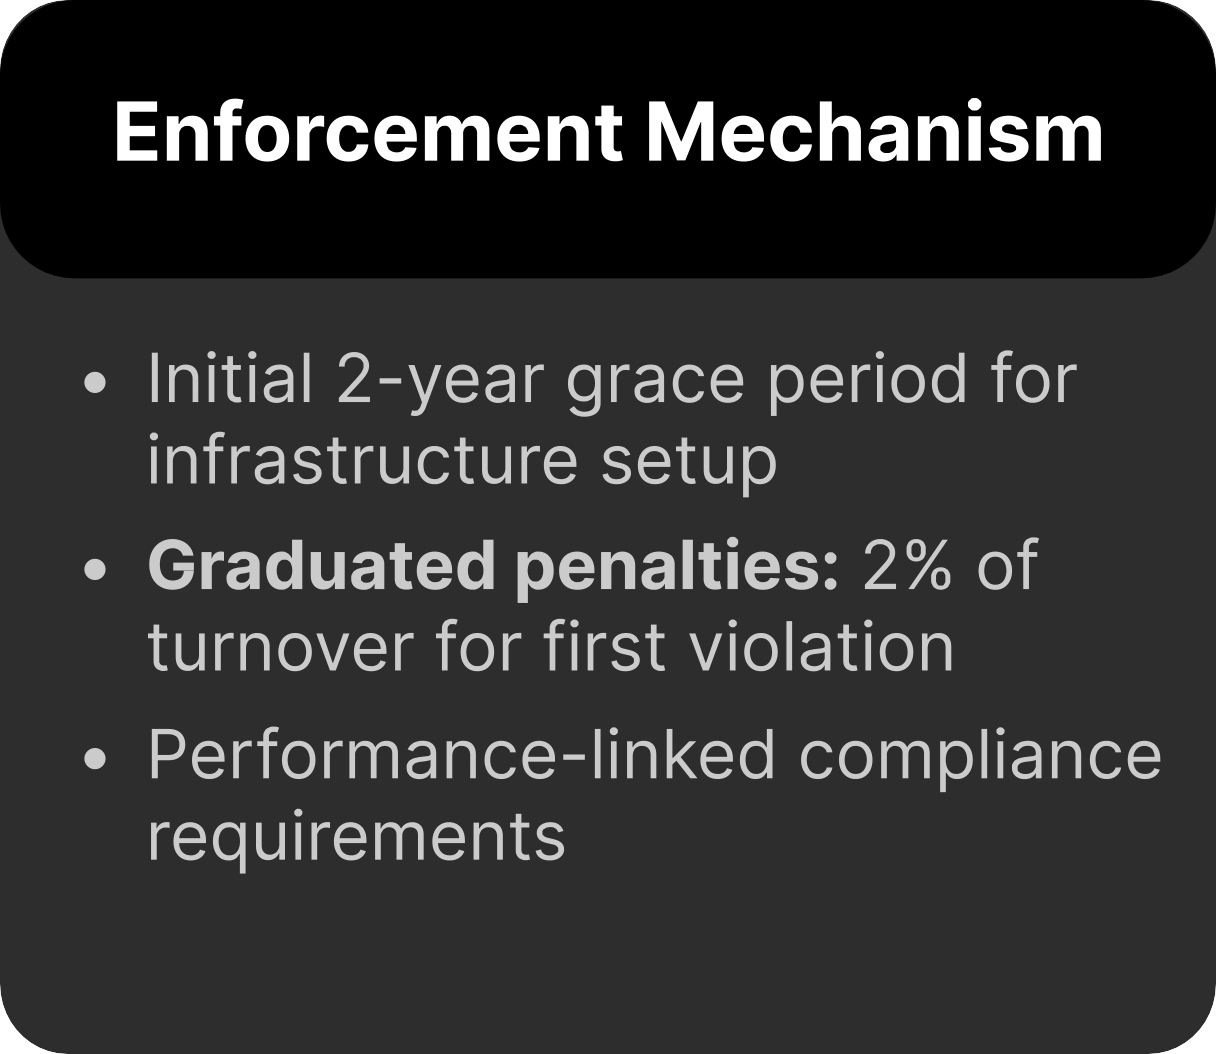 Enforcement Mechanism
• Initial 2-year grace period for
infrastructure setup
• Graduated penalties: 2% of
turnover for first violation
• Performance-linked compliance
requirements